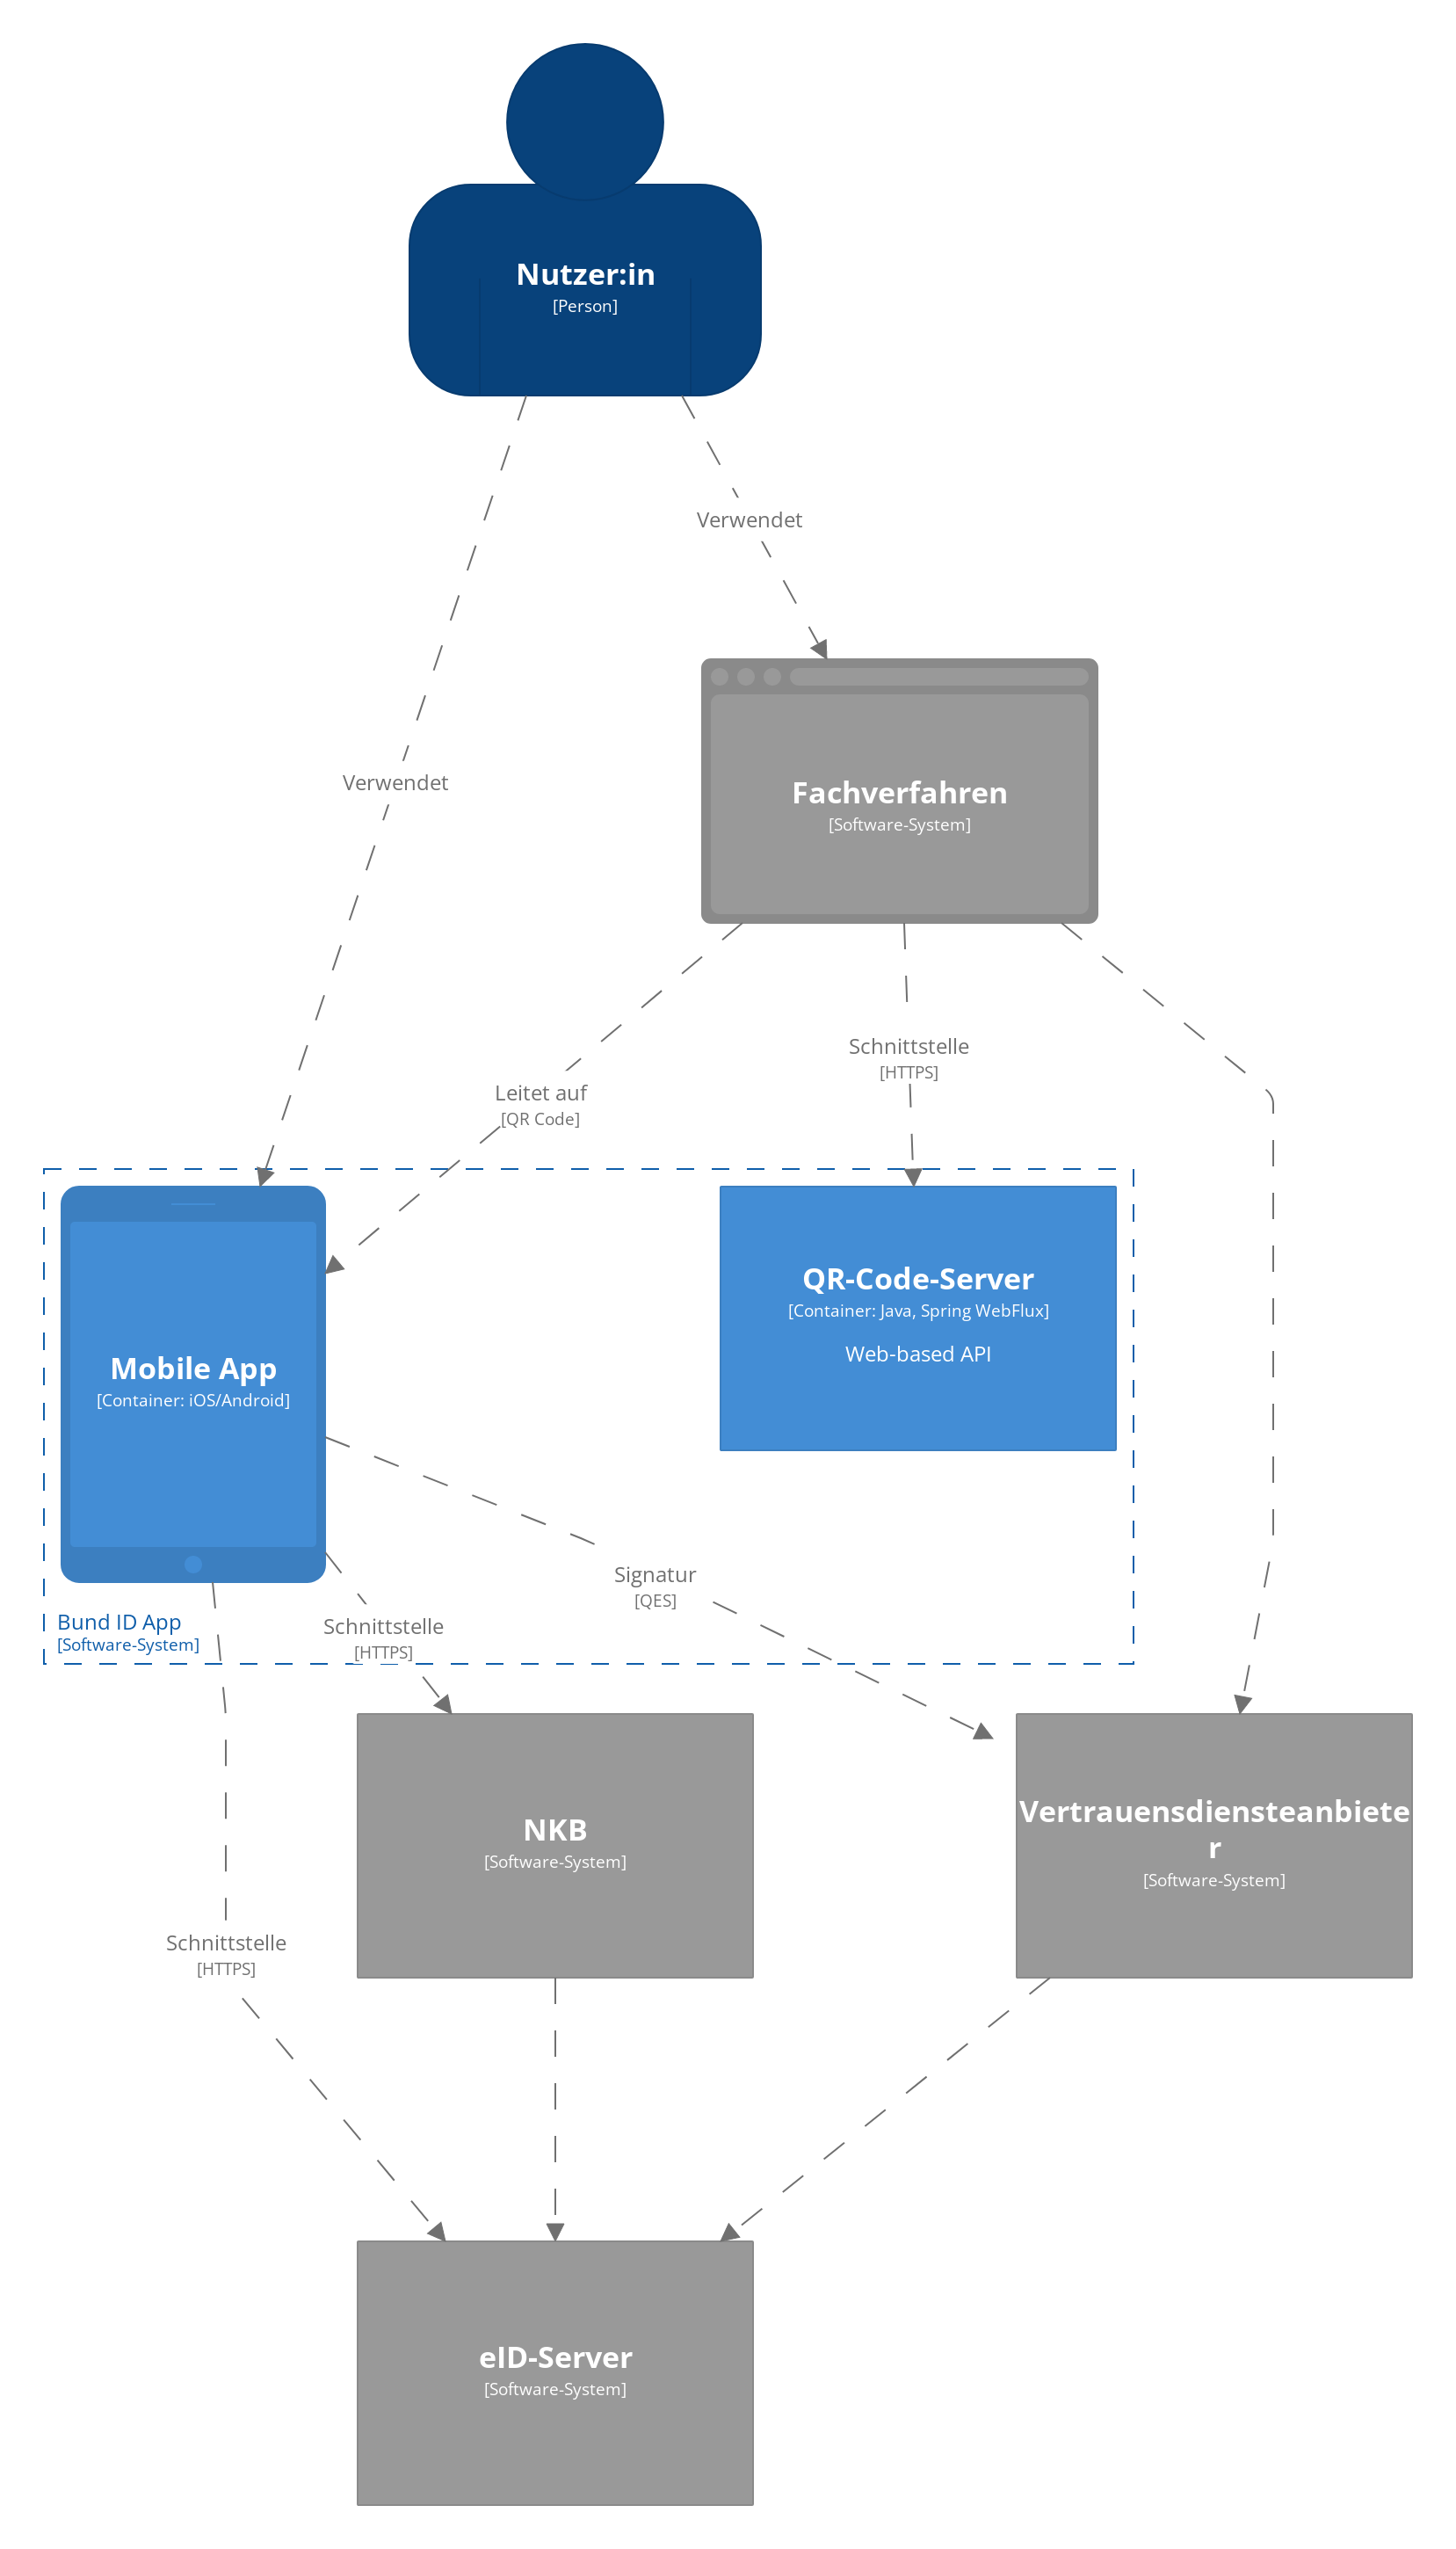 Nutzer:in
[Person]
Verwendet
Verwendet
Fachverfahren
[Software-System]
Schnittstelle
[HTTPS]
Leitet auf
[QR Code]
QR-Code-Server
[Container: Java, Spring WebFlux]
Web-based API
Mobile App
[Container: iOS/Android]
Signatur
[QES]
Bund ID App
[Software-System]
Schnittstelle
[HTTPS]
NKB
[Software-System]
Vertrauensdiensteanbiete
r
[Software-System]
Schnittstelle
[HTTPS]
eID-Server
[Software-System]